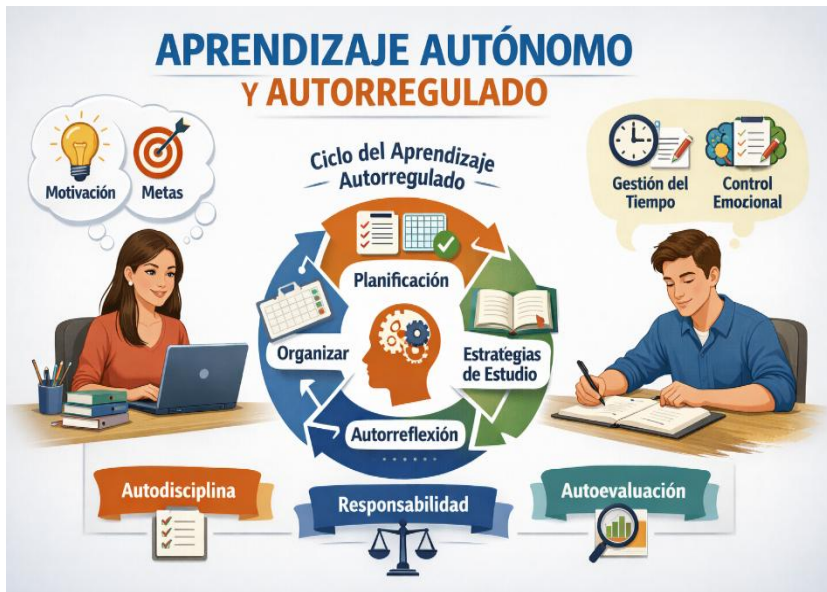 APRENDIZAJE AUTÓNOMO
Y AUTORREGULADO
Motivación
Metas
Ciclo del Aprendizaje
Autorregulado
Gestión del
Tiempo
Control
Emocional
Planificación
Organizar
Estrategias
de Estudio
Autorreflexión
Autodisciplina
Responsabilidad
Autoevaluación